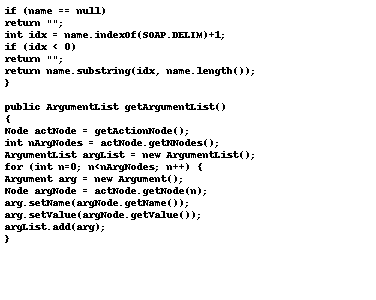 if (name == null)
return "";
int idx = name.indexOf(SOAP.DELIM)+1;
if (idx < 0)
return "";
return name.substring(idx, name.length());
}

public ArgumentList getArgumentList()
{
Node actNode = getActionNode();
int nArgNodes = actNode.getNNodes();
ArgumentList argList = new ArgumentList();
for (int n=0; n<nArgNodes; n++) {
Argument arg = new Argument();
Node argNode = actNode.getNode(n);
arg.setName(argNode.getName());
arg.setValue(argNode.getValue());
argList.add(arg);
}